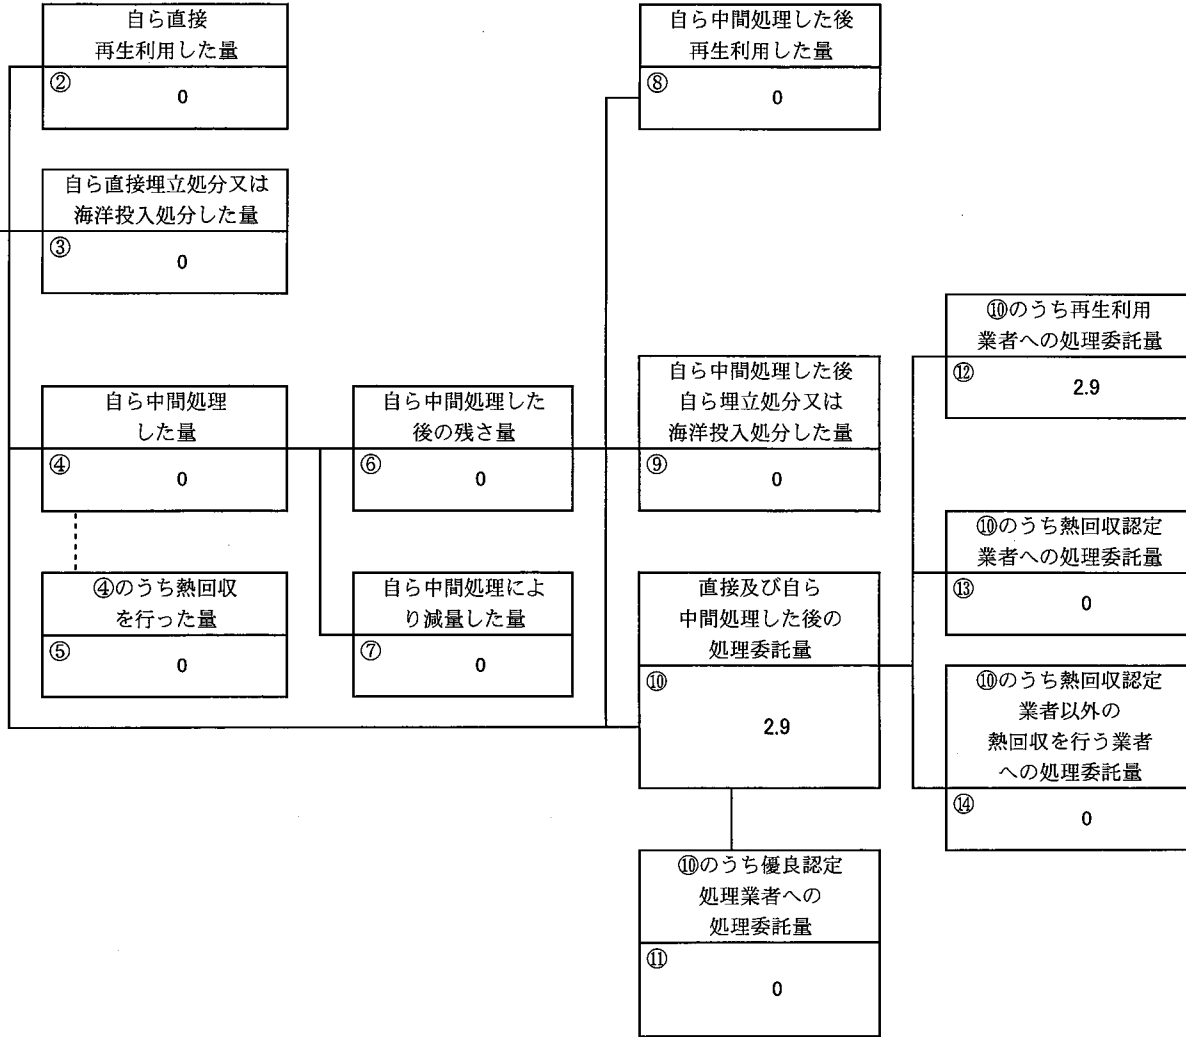 自ら直接
再生利用した量
②
0
自ら直接埋立処分又は
海洋投入処分した量
③
0
自ら中間処理
した量
④
0
④のうち熱回収
を行った量
⑤
0
自ら中間処理した
後の残さ量
⑥
0
自ら中間処理によ
り減量した量
⑦
0
自ら中間処理した後
再生利用した量
⑧
0
自ら中間処理した後
自ら埋立処分又は
海洋投入処分した量
⑨
0
直接及び自ら
中間処理した後の
処理委託量
⑩
2.9
⑩のうち優良認定
処理業者への
処理委託量
⑪
0
⑩のうち再生利用
業者への処理委託量
⑫
2.9
⑩のうち熱回収認定
業者への処理委託量
⑬
0
⑩のうち熱回収認定
業者以外の
熱回収を行う業者
への処理委託量
⑭
0